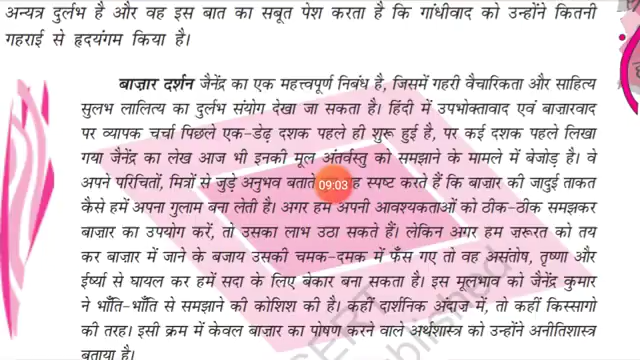 अन्यत्र दुर्लभ है और वह इस बात का सबूत पेश करता है कि गांधीवाद को उन्होंने कितनी
गहराई से हृदयंगम किया है।
बाज़ार दर्शन जैनेंद्र का एक महत्त्वपूर्ण निबंध है, जिसमें गहरी वैचारिकता और साहित्य
सुलभ लालित्य का दुर्लभ संयोग देखा जा सकता है। हिंदी में उपभोक्तावाद एवं बाजारवाद
पर व्यापक चर्चा पिछले एक-डेढ़ दशक पहले ही शुरू हुई है, पर कई दशक पहले लिखा
गया जैनेंद्र का लेख आज भी इनकी मूल अंतर्वस्तु को समझाने के मामले में बेजोड़ है। वे
अपने परिचितों, मित्रों से जुड़े अनुभव बताते 09:03 ह स्पष्ट करते हैं कि बाज़ार की जादुई ताकत
कैसे हमें अपना गुलाम बना लेती है। अगर हम अपनी आवश्यकताओं को ठीक-ठीक समझकर
बाज़ार का उपयोग करें, तो उसका लाभ उठा सकते हैं। लेकिन अगर हम ज़रूरत को तय
कर बाज़ार में जाने के बजाय उसकी चमक-दमक में फँस गए तो वह असंतोष, तृष्णा और
ईर्ष्या से घायल कर हमें सदा के लिए बेकार बना सकता है। इस मूलभाव को जैनेंद्र कुमार
ने भाँति-भाँति से समझाने की कोशिश की है। कहीं दार्शनिक अंदाज़ में, तो कहीं किस्सागो
की तरह। इसी क्रम में केवल बाज़ार का पोषण करने वाले अर्थशास्त्र को उन्होंने अनीतिशास्त्र
बताया है।